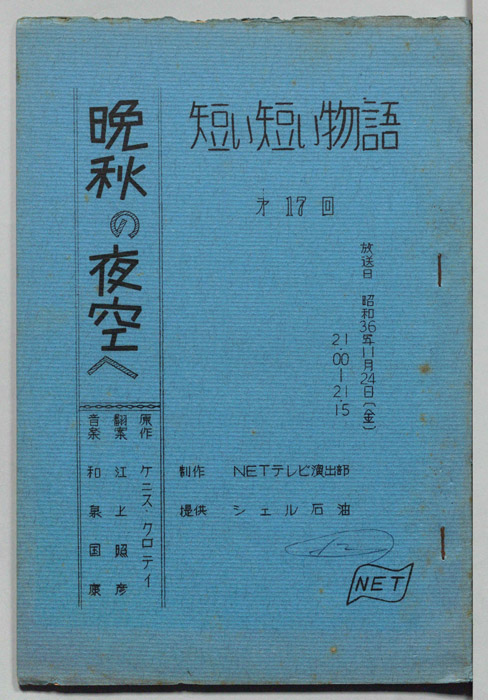 短い短い物語
第17回
放送日 昭和36年11月24日(金)
21.00―21.15
晩秋の夜空へ
原作 ケニス・クロティ
翻案 江上照彦
音楽 和泉国康
制作 NETテレビ演出部
提供 シェル石油
NET